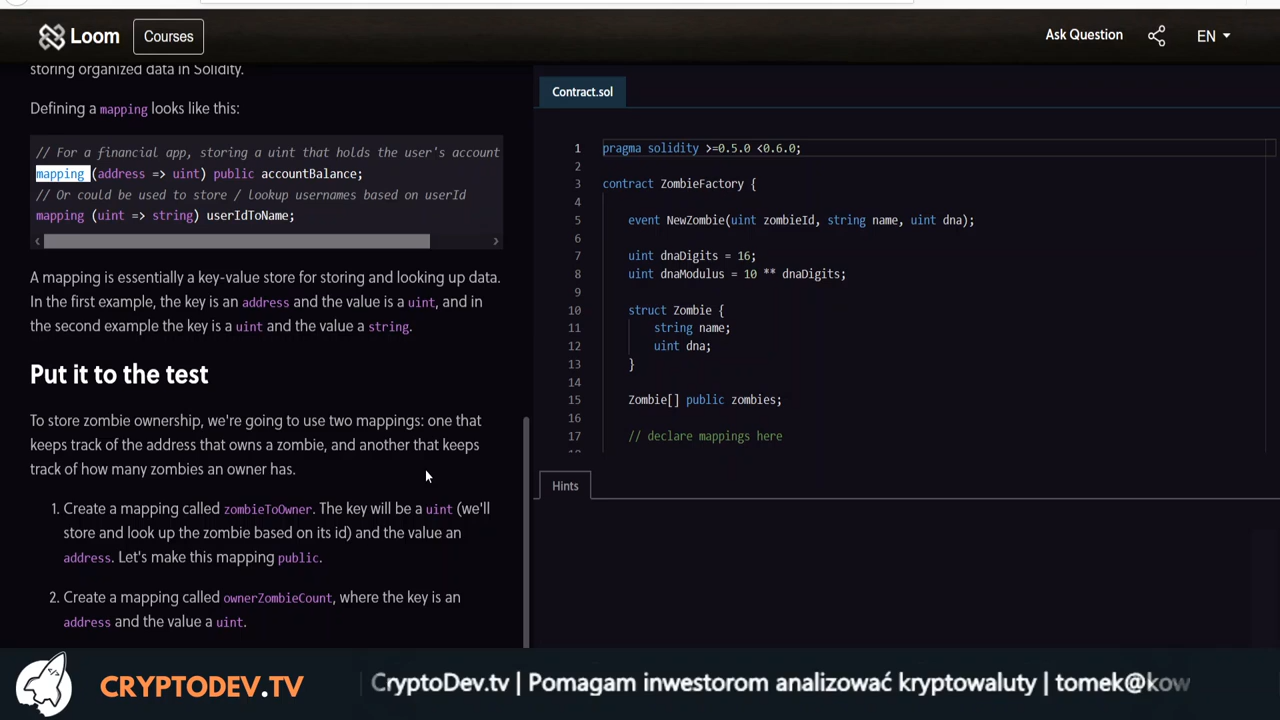 Loom
Courses
Ask Question
EN
storing organized data in Solidity.
Defining a mapping looks like this:
// For a financial app, storing a uint that holds the user's account
mapping (address => uint) public accountBalance;
// Or could be used to store / lookup usernames based on userId
mapping (uint => string) userIdToName;
A mapping is essentially a key-value store for storing and looking up data.
In the first example, the key is an address and the value is a uint, and in
the second example the key is a uint and the value a string.
Put it to the test
To store zombie ownership, we're going to use two mappings: one that
keeps track of the address that owns a zombie, and another that keeps
track of how many zombies an owner has.
1. Create a mapping called zombieToOwner. The key will be a uint (we'll
store and look up the zombie based on its id) and the value an
address. Let's make this mapping public.
2. Create a mapping called ownerZombieCount, where the key is an
address and the value a uint.
Contract.sol
1 pragma solidity >=0.5.0 <0.6.0;
2
3 contract ZombieFactory {
4
5 event NewZombie(uint zombieId, string name, uint dna);
6
7 uint dnaDigits = 16;
8 uint dnaModulus = 10 ** dnaDigits;
9
10 struct Zombie {
11 string name;
12 uint dna;
13 }
14
15 Zombie[] public zombies;
16
17 // declare mappings here
Hints
CRYPTODEV.TV
CryptoDev.tv | Pomagam inwestorom analizować kryptowaluty | tomek@kow